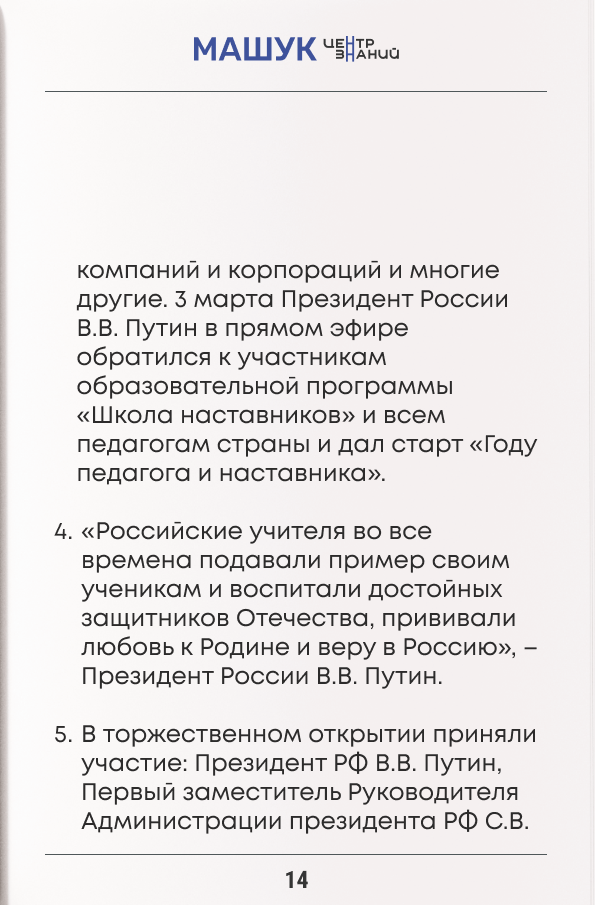 МАШУК ЦЕНТР ЗНАНИЙ
компаний и корпораций и многие
другие. 3 марта Президент России
В.В. Путин в прямом эфире
обратился к участникам
образовательной программы
«Школа наставников» и всем
педагогам страны и дал старт «Году
педагога и наставника».
4. «Российские учителя во все
времена подавали пример своим
ученикам и воспитали достойных
защитников Отечества, прививали
любовь к Родине и веру в Россию», –
Президент России В.В. Путин.
5. В торжественном открытии приняли
участие: Президент РФ В.В. Путин,
Первый заместитель Руководителя
Администрации президента РФ С.В.
14